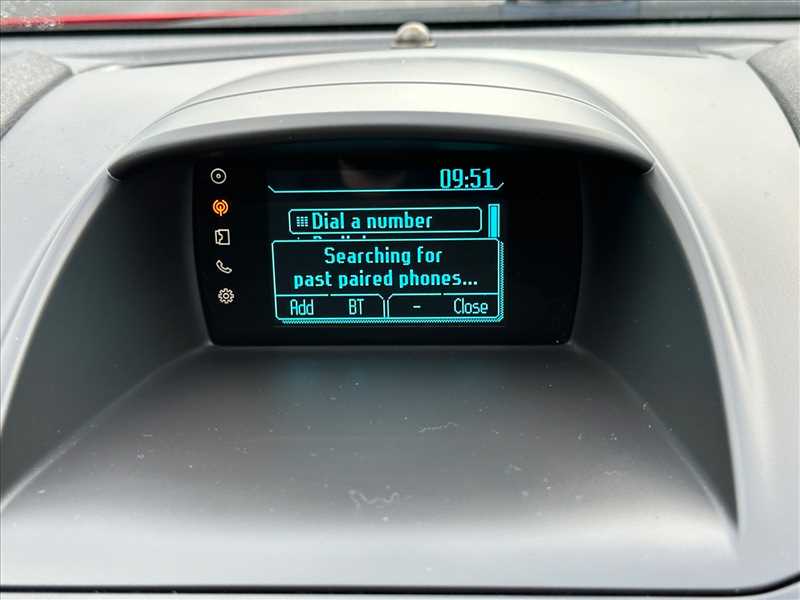 09:51
Dial a number
Searching for
past paired phones...
Add BT - Close